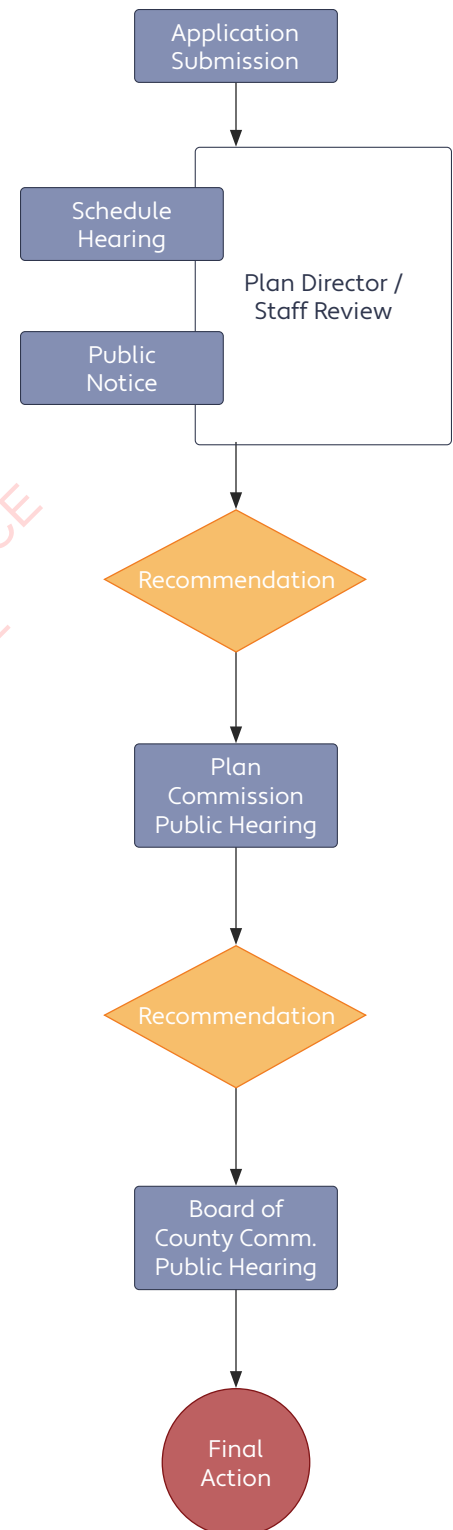 Application
Submission
Schedule
Hearing
Plan Director /
Staff Review
Public
Notice
CE
Recommendation
Plan
Commission
Public Hearing
Recommendation
Board of
County Comm.
Public Hearing
Final
Action